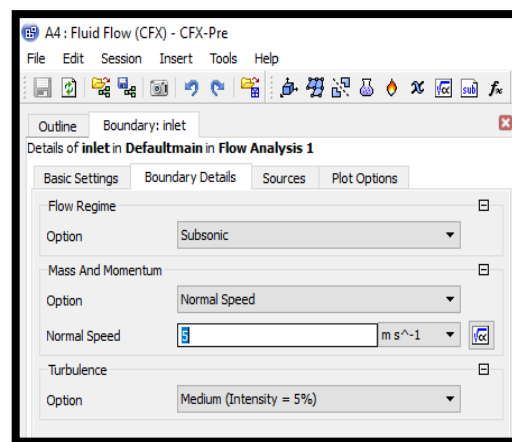 A4 : Fluid Flow (CFX) - CFX-Pre
File Edit Session Insert Tools Help
Outline Boundary: inlet
Details of inlet in Defaultmain in Flow Analysis 1
Basic Settings Boundary Details Sources Plot Options
Flow Regime
Option Subsonic
Mass And Momentum
Option Normal Speed
Normal Speed 5 m s^-1
Turbulence
Option Medium (Intensity = 5%)